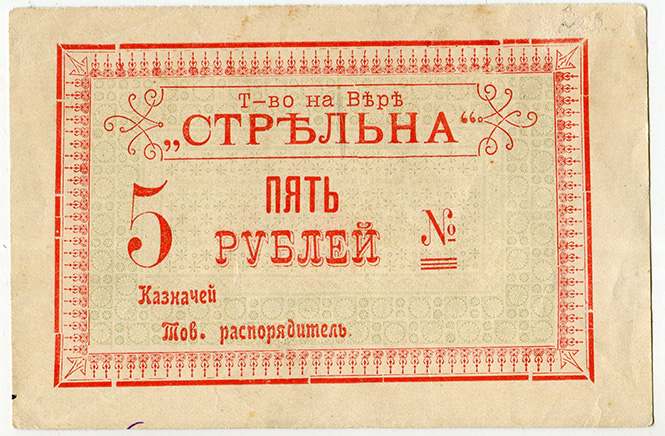 Т-во на Вѣрѣ
„СТРѢЛЬНА“
5
ПЯТЬ
РУБЛЕЙ
№
Казначей
Тов. распорядитель.